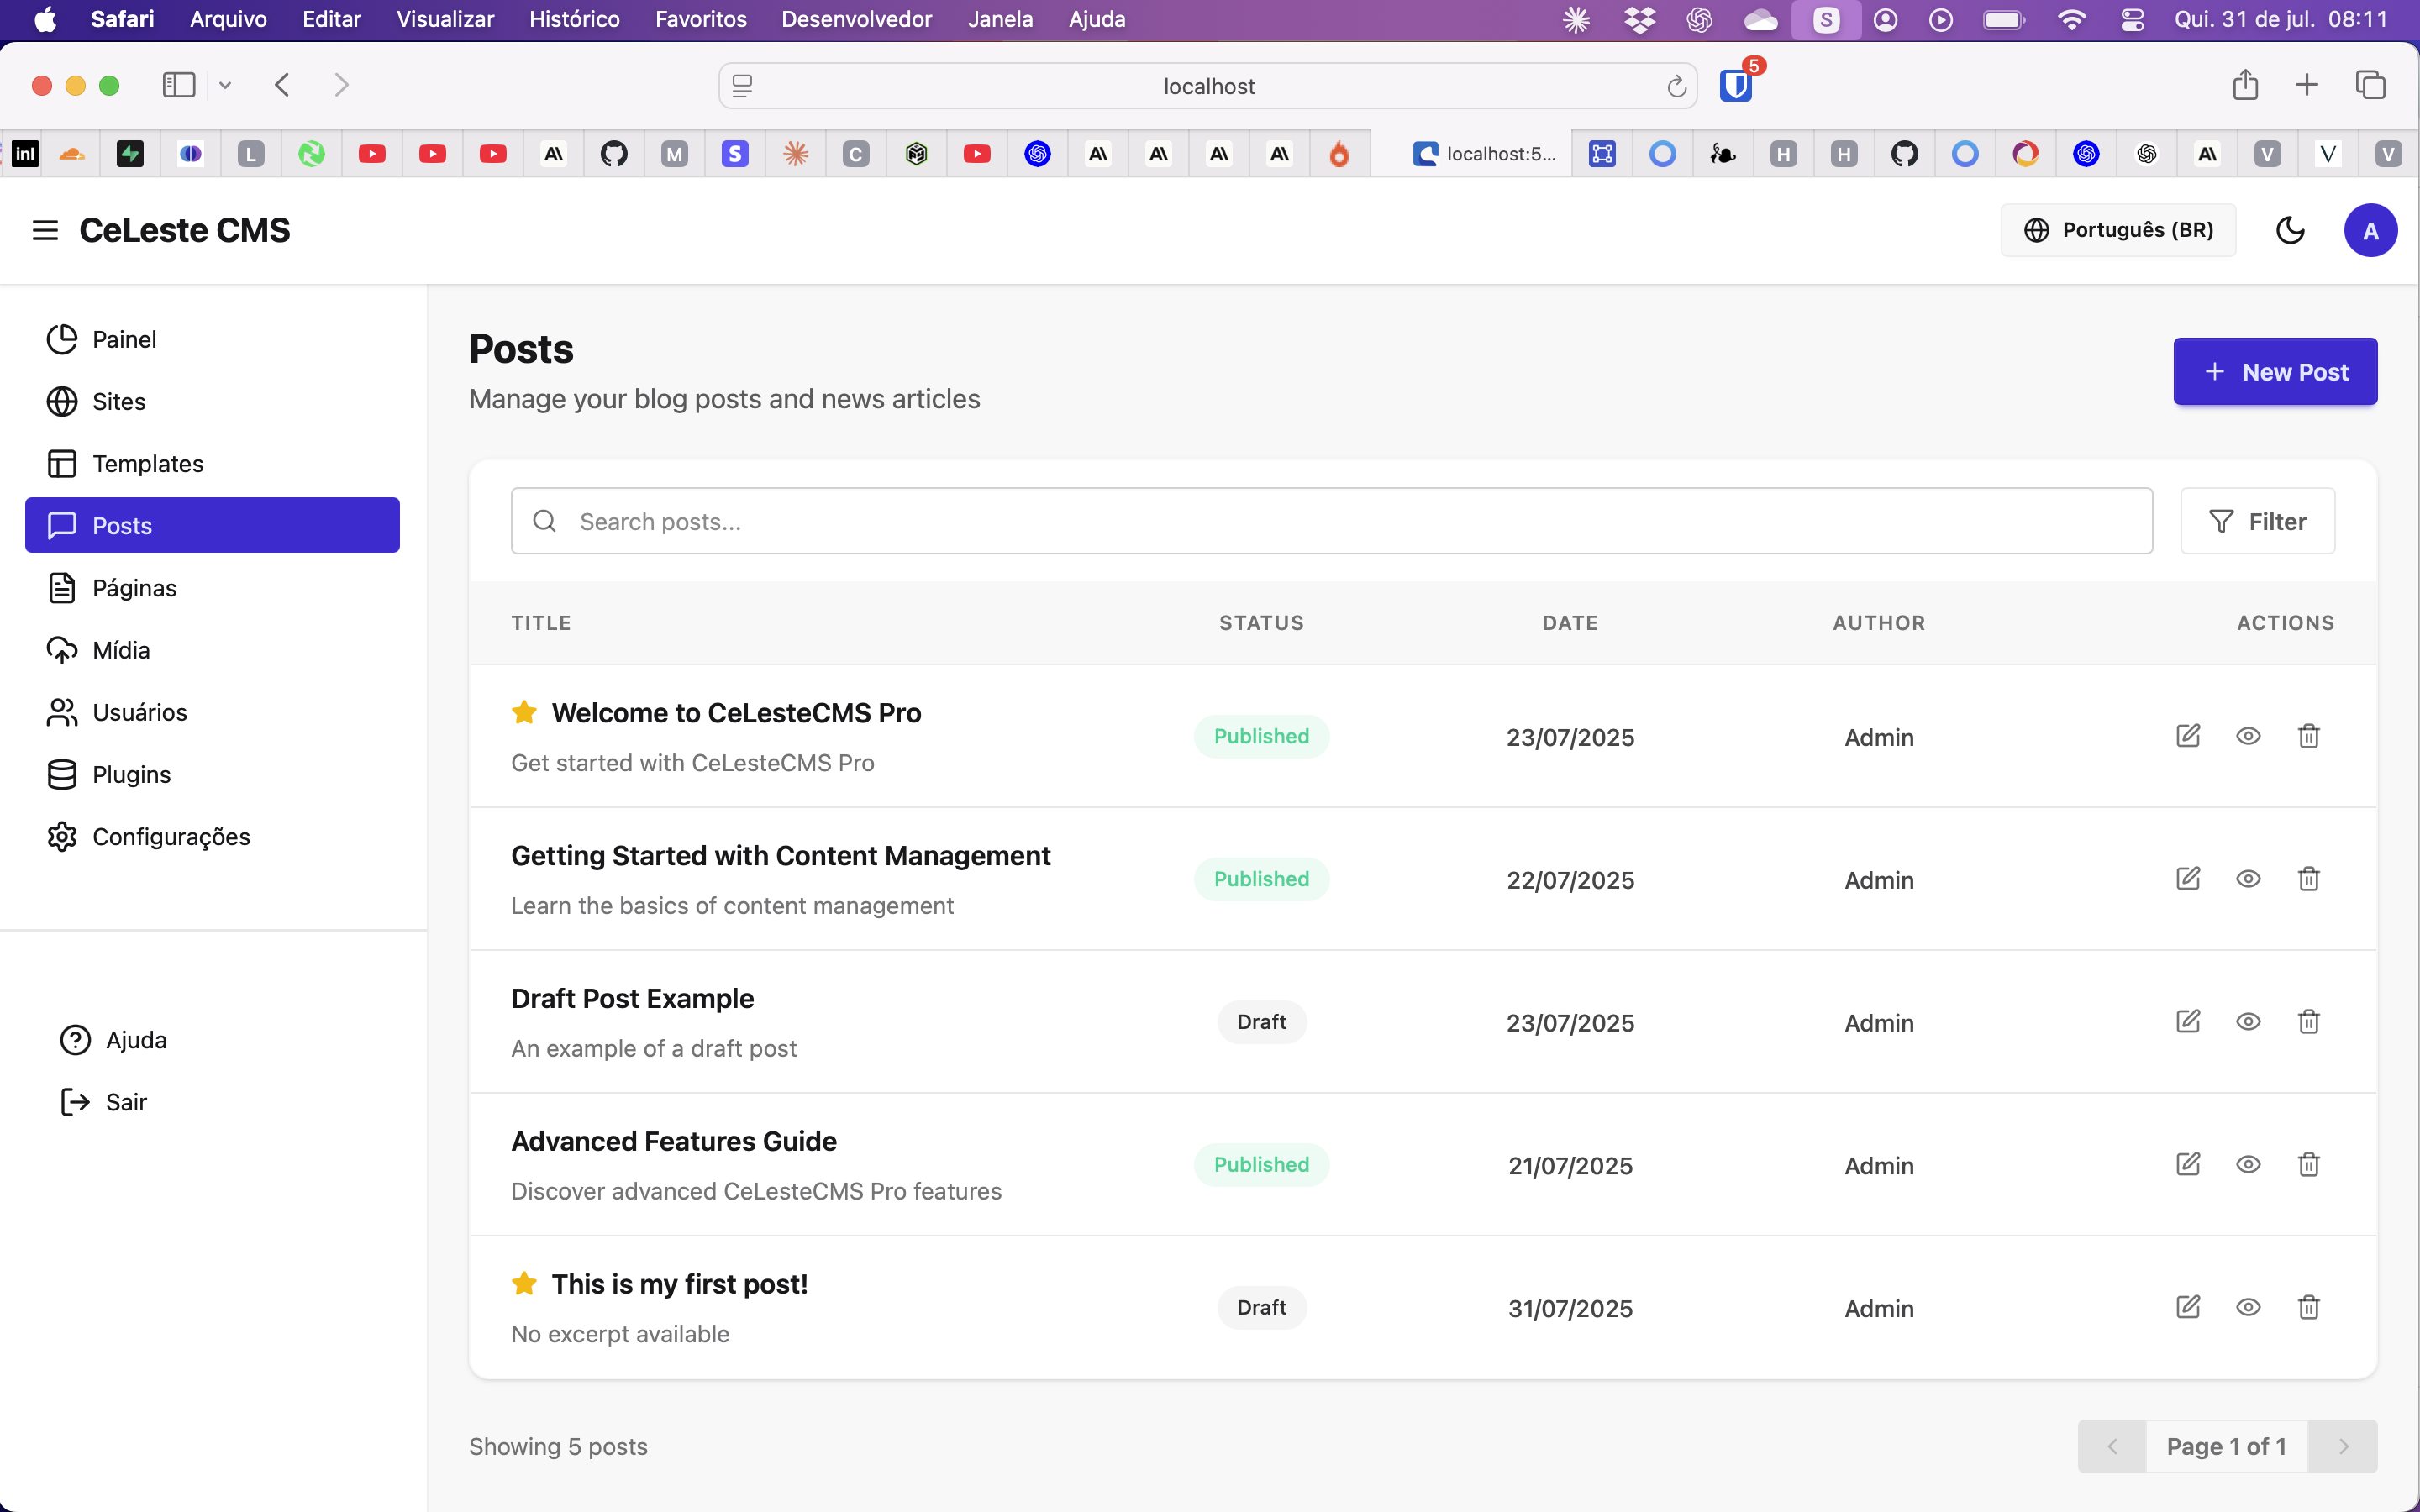 Safari Arquivo Editar Visualizar Histórico Favoritos Desenvolvedor Janela Ajuda S Qui. 31 de jul. 08:11
localhost 5
inl L M S C localhost:5... H H V V V
CeLeste CMS Português (BR) A
Painel
Sites
Templates
Posts
Páginas
Mídia
Usuários
Plugins
Configurações
Ajuda
Sair
Posts
Manage your blog posts and news articles
New Post
Search posts...
Filter
TITLE STATUS DATE AUTHOR ACTIONS
Welcome to CeLesteCMS Pro
Get started with CeLesteCMS Pro
Published 23/07/2025 Admin
Getting Started with Content Management
Learn the basics of content management
Published 22/07/2025 Admin
Draft Post Example
An example of a draft post
Draft 23/07/2025 Admin
Advanced Features Guide
Discover advanced CeLesteCMS Pro features
Published 21/07/2025 Admin
This is my first post!
No excerpt available
Draft 31/07/2025 Admin
Showing 5 posts
Page 1 of 1